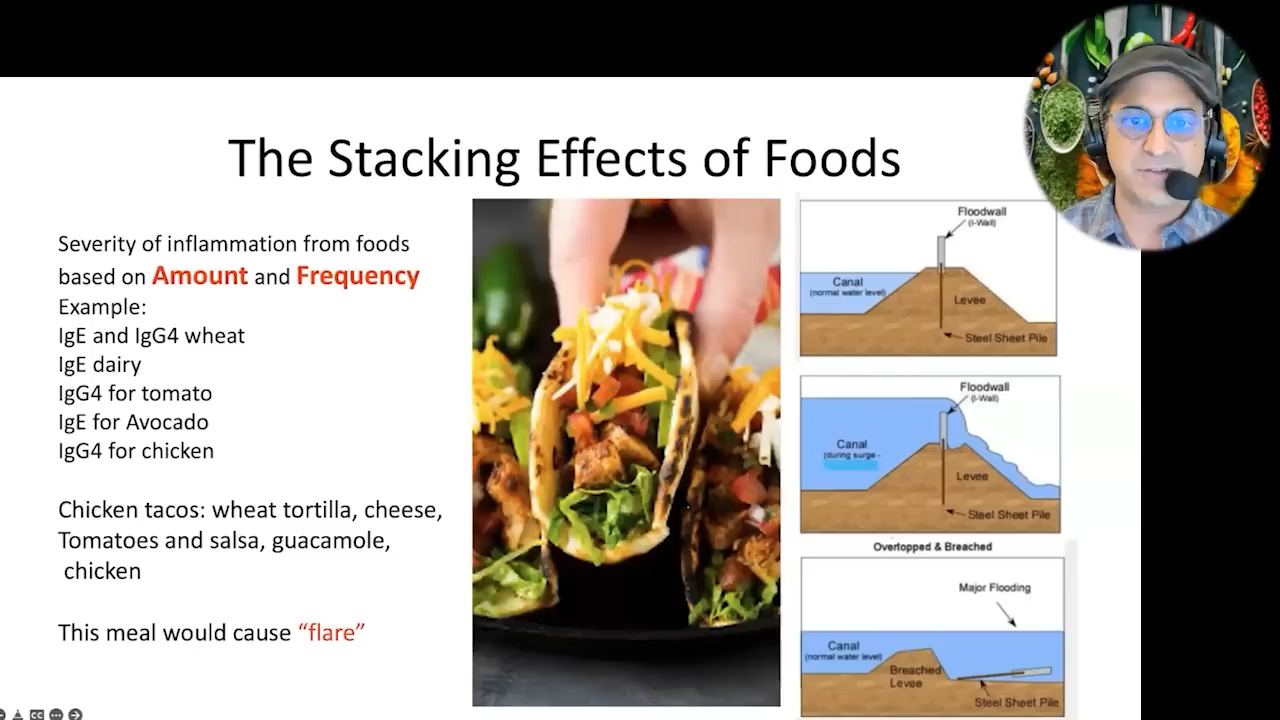 The Stacking Effects of Foods
Severity of inflammation from foods
based on Amount and Frequency
Example:
IgE and IgG4 wheat
IgE dairy
IgG4 for tomato
IgE for Avocado
IgG4 for chicken
Chicken tacos: wheat tortilla, cheese,
Tomatoes and salsa, guacamole,
chicken
This meal would cause “flare”
Floodwall
(I-Wall)
Canal
(normal water level)
Levee
Steel Sheet Pile
Floodwall
(I-Wall)
Canal
(during surge -
Levee
Steel Sheet Pile
Overtopped & Breached
Major Flooding
Canal
(normal water level)
Breached
Levee
Steel Sheet Pile
CC